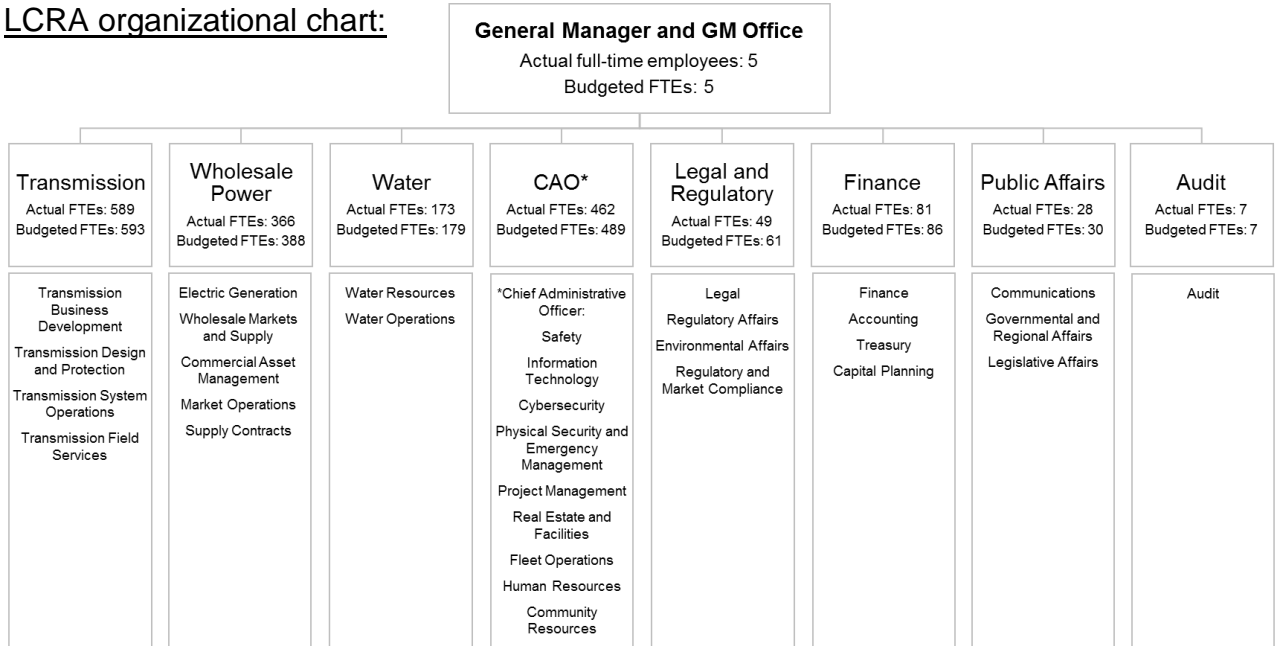 LCRA organizational chart:
General Manager and GM Office
Actual full-time employees: 5
Budgeted FTEs: 5
Transmission
Actual FTEs: 589
Budgeted FTEs: 593
Wholesale
Power
Actual FTEs: 366
Budgeted FTEs: 388
Water
Actual FTEs: 173
Budgeted FTEs: 179
CAO*
Actual FTEs: 462
Budgeted FTEs: 489
Legal and
Regulatory
Actual FTEs: 49
Budgeted FTEs: 61
Finance
Actual FTEs: 81
Budgeted FTEs: 86
Public Affairs
Actual FTEs: 28
Budgeted FTEs: 30
Audit
Actual FTEs: 7
Budgeted FTEs: 7
Transmission
Business
Development
Transmission Design
and Protection
Transmission System
Operations
Transmission Field
Services
Electric Generation
Wholesale Markets
and Supply
Commercial Asset
Management
Market Operations
Supply Contracts
Water Resources
Water Operations
*Chief Administrative
Officer:
Safety
Information
Technology
Cybersecurity
Physical Security and
Emergency
Management
Project Management
Real Estate and
Facilities
Fleet Operations
Human Resources
Community
Resources
Legal
Regulatory Affairs
Environmental Affairs
Regulatory and
Market Compliance
Finance
Accounting
Treasury
Capital Planning
Communications
Governmental and
Regional Affairs
Legislative Affairs
Audit